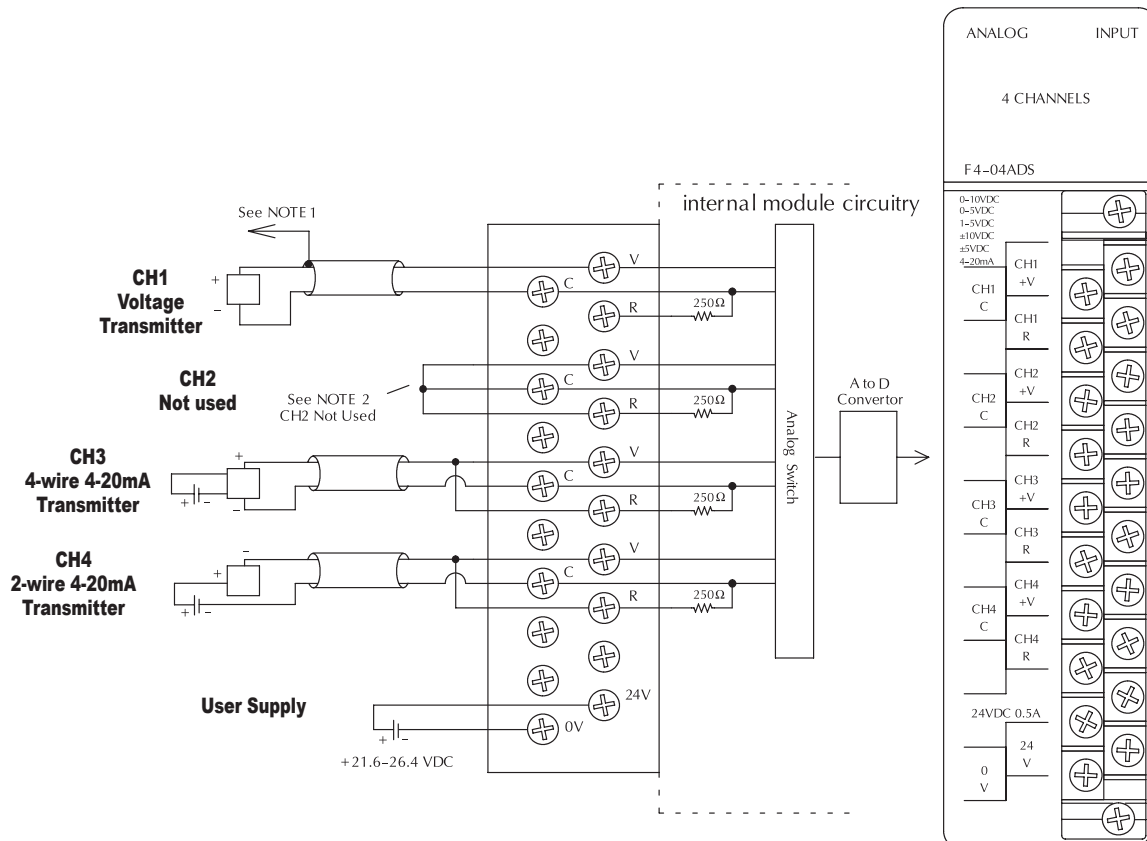 ANALOG INPUT
4 CHANNELS
F4-04ADS
internal module circuitry
0-10VDC
0-5VDC
1-5VDC
±10VDC
±5VDC
4-20mA
See NOTE 1
+
-
CH1
Voltage
Transmitter
V
C
R
250Ω
CH2
Not used
See NOTE 2
CH2 Not Used
V
C
R
250Ω
CH3
4-wire 4-20mA
Transmitter
+
-
+ -
V
C
R
250Ω
CH4
2-wire 4-20mA
Transmitter
-
+
+ -
V
C
R
250Ω
User Supply
24V
0V
+ -
+21.6-26.4 VDC
Analog Switch
A to D
Convertor
CH1
+V
CH1
C
CH1
R
CH2
+V
CH2
C
CH2
R
CH3
+V
CH3
C
CH3
R
CH4
+V
CH4
C
CH4
R
24VDC 0.5A
24
V
0
V